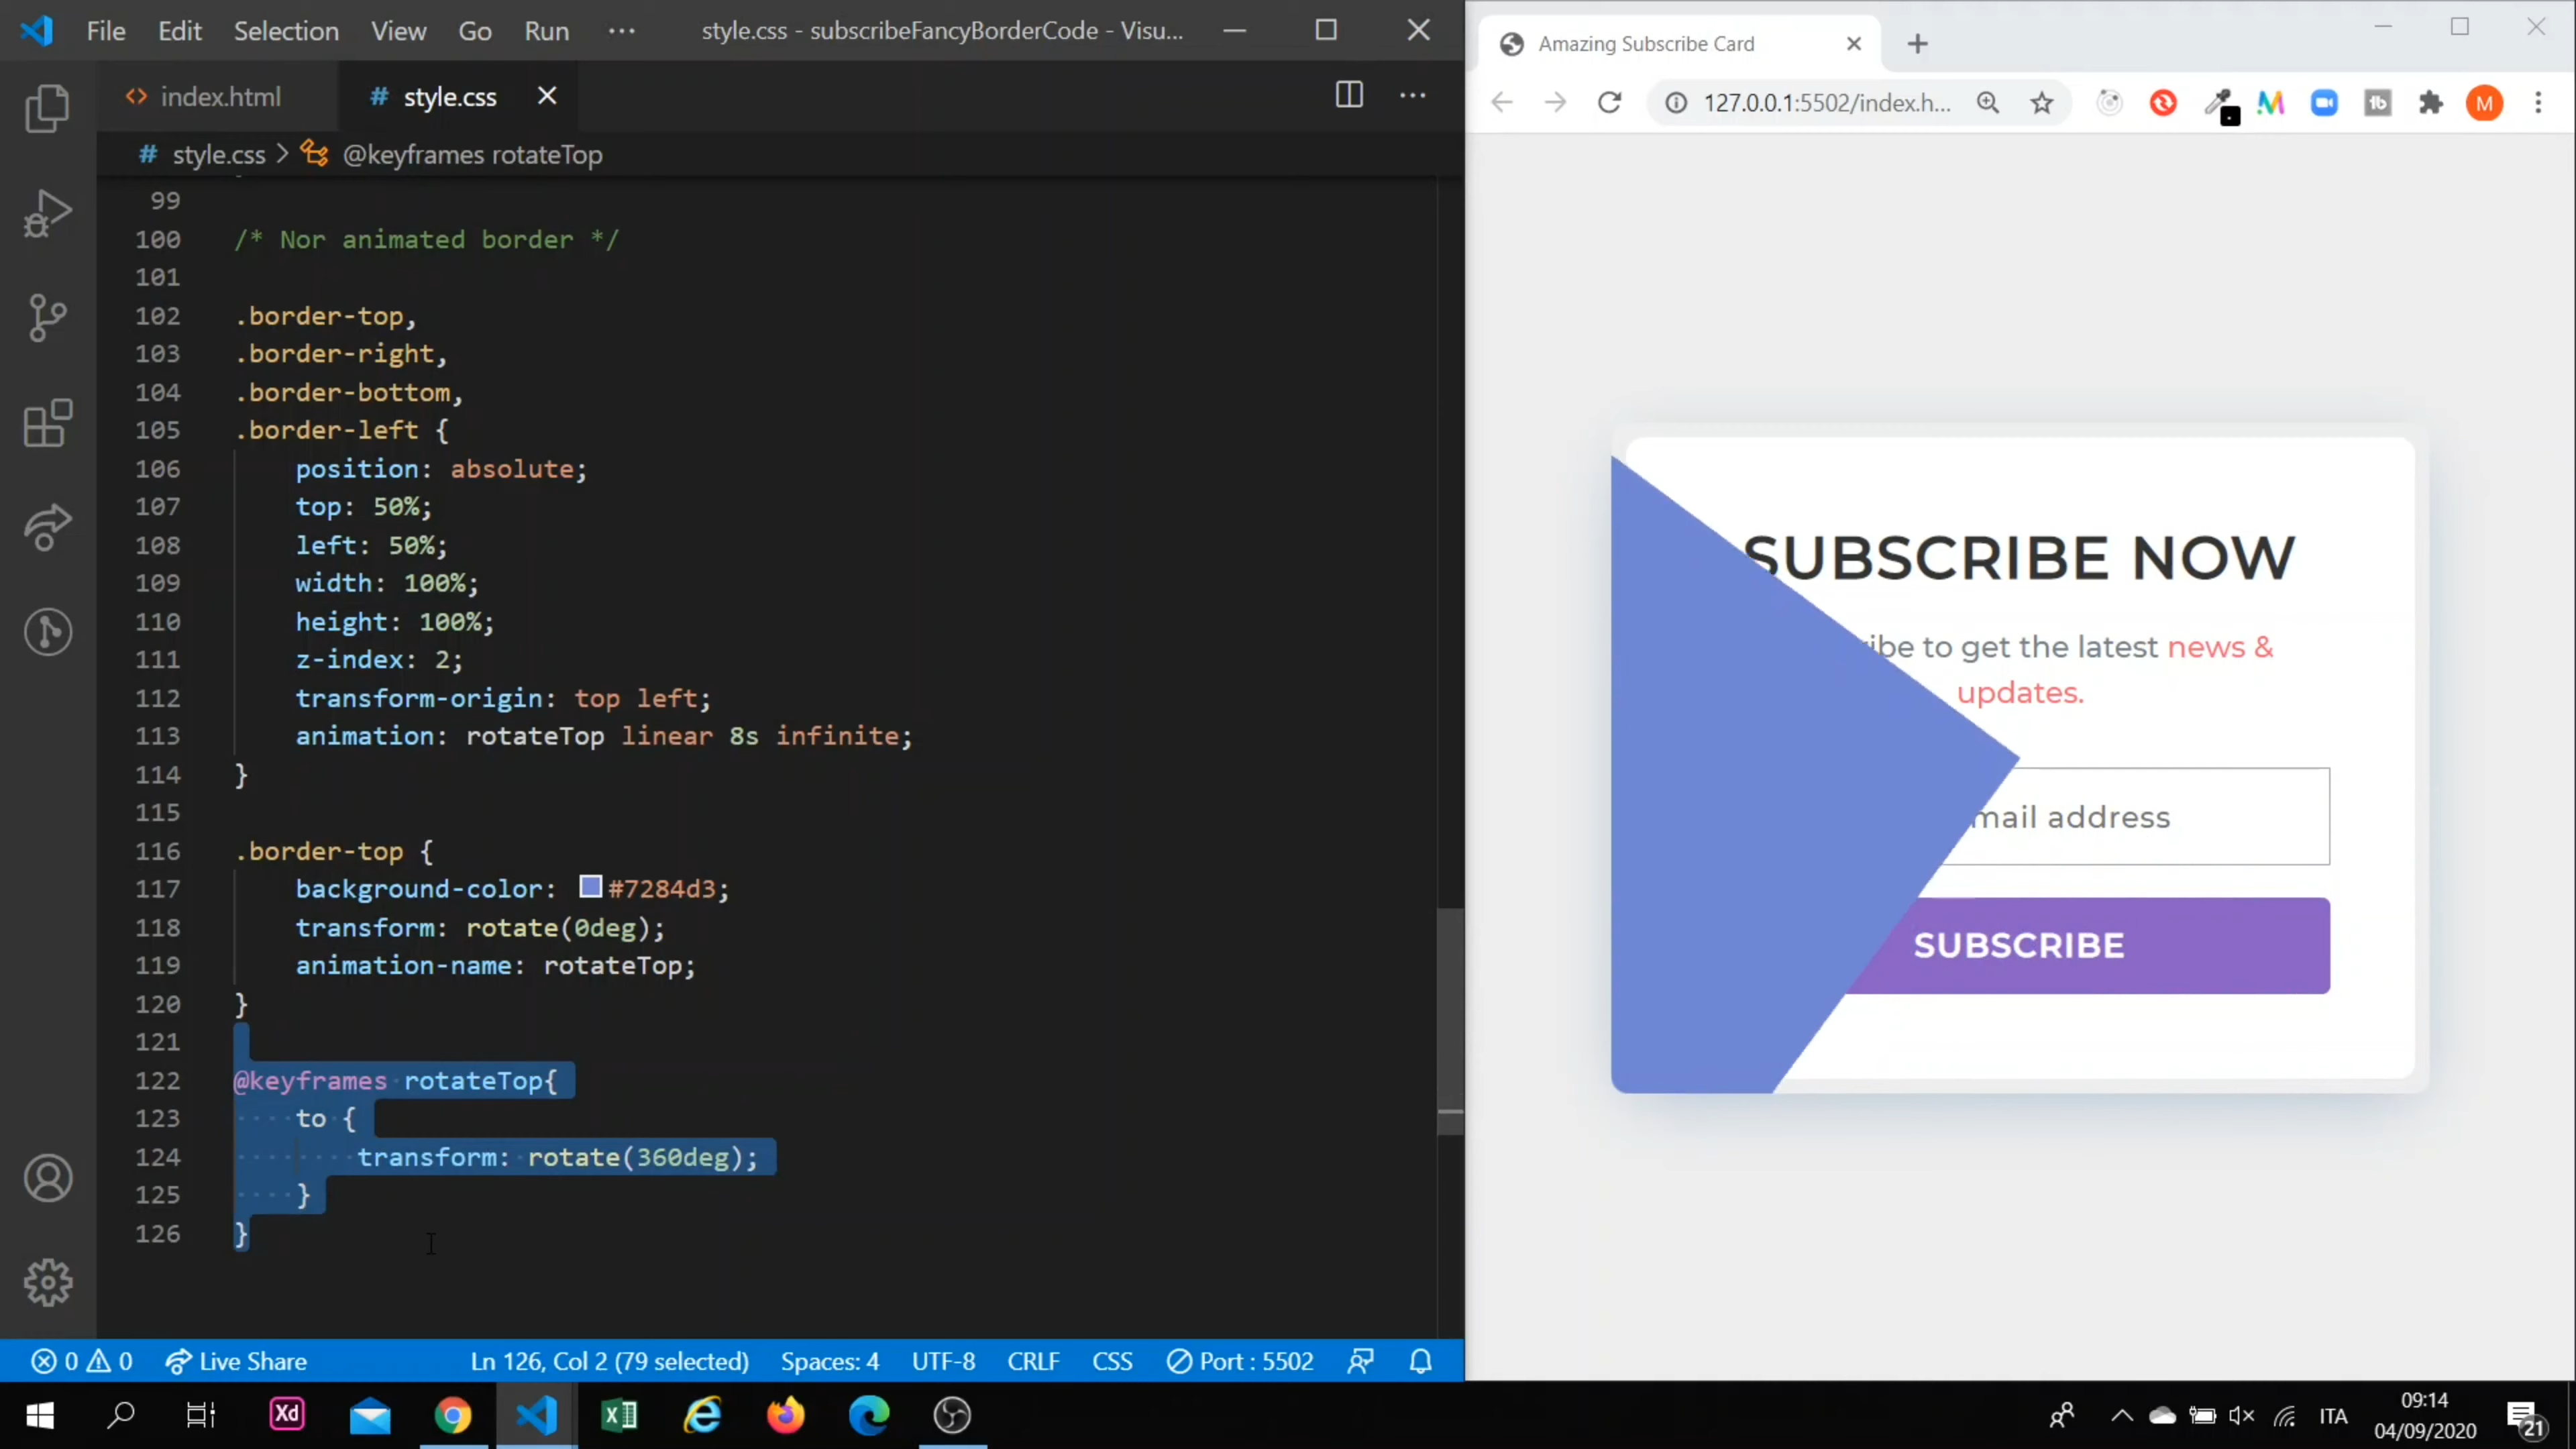 File Edit Selection View Go Run ··· style.css - subscribeFancyBorderCode - Visu...
index.html
style.css
style.css > @keyframes rotateTop
99
100 /* Nor animated border */
101
102 .border-top,
103 .border-right,
104 .border-bottom,
105 .border-left {
106 position: absolute;
107 top: 50%;
108 left: 50%;
109 width: 100%;
110 height: 100%;
111 z-index: 2;
112 transform-origin: top left;
113 animation: rotateTop linear 8s infinite;
114 }
115
116 .border-top {
117 background-color: #7284d3;
118 transform: rotate(0deg);
119 animation-name: rotateTop;
120 }
121
122 @keyframes rotateTop{
123 to {
124 transform: rotate(360deg);
125 }
126 }
0 0 Live Share Ln 126, Col 2 (79 selected) Spaces: 4 UTF-8 CRLF CSS Port : 5502
Amazing Subscribe Card
127.0.0.1:5502/index.h...
M
SUBSCRIBE NOW
ibe to get the latest news &
updates.
mail address
SUBSCRIBE
Xd
ITA
09:14
04/09/2020
21